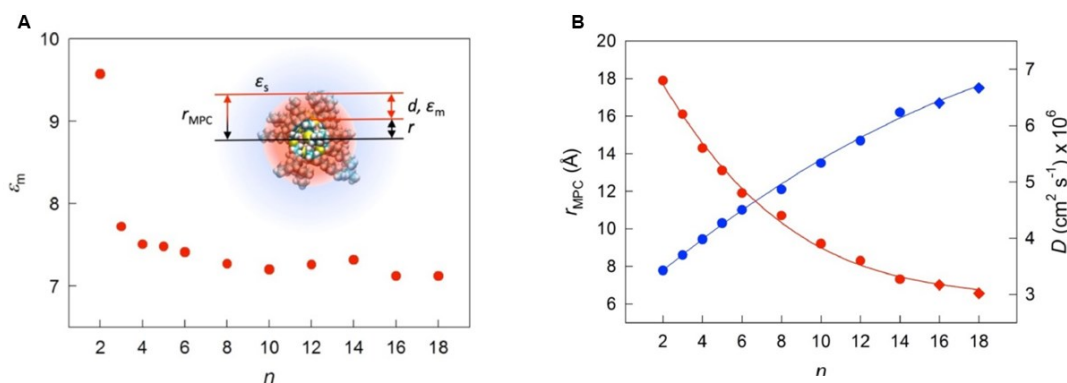 A
10
9
8
7
εm
2 4 6 8 10 12 14 16 18
n
εs
rMPC
d, εm
r
B
20
18
16
14
12
10
8
6
rMPC (Å)
2 4 6 8 10 12 14 16 18
n
7
6
5
4
3
D (cm² s⁻¹) x 10⁶